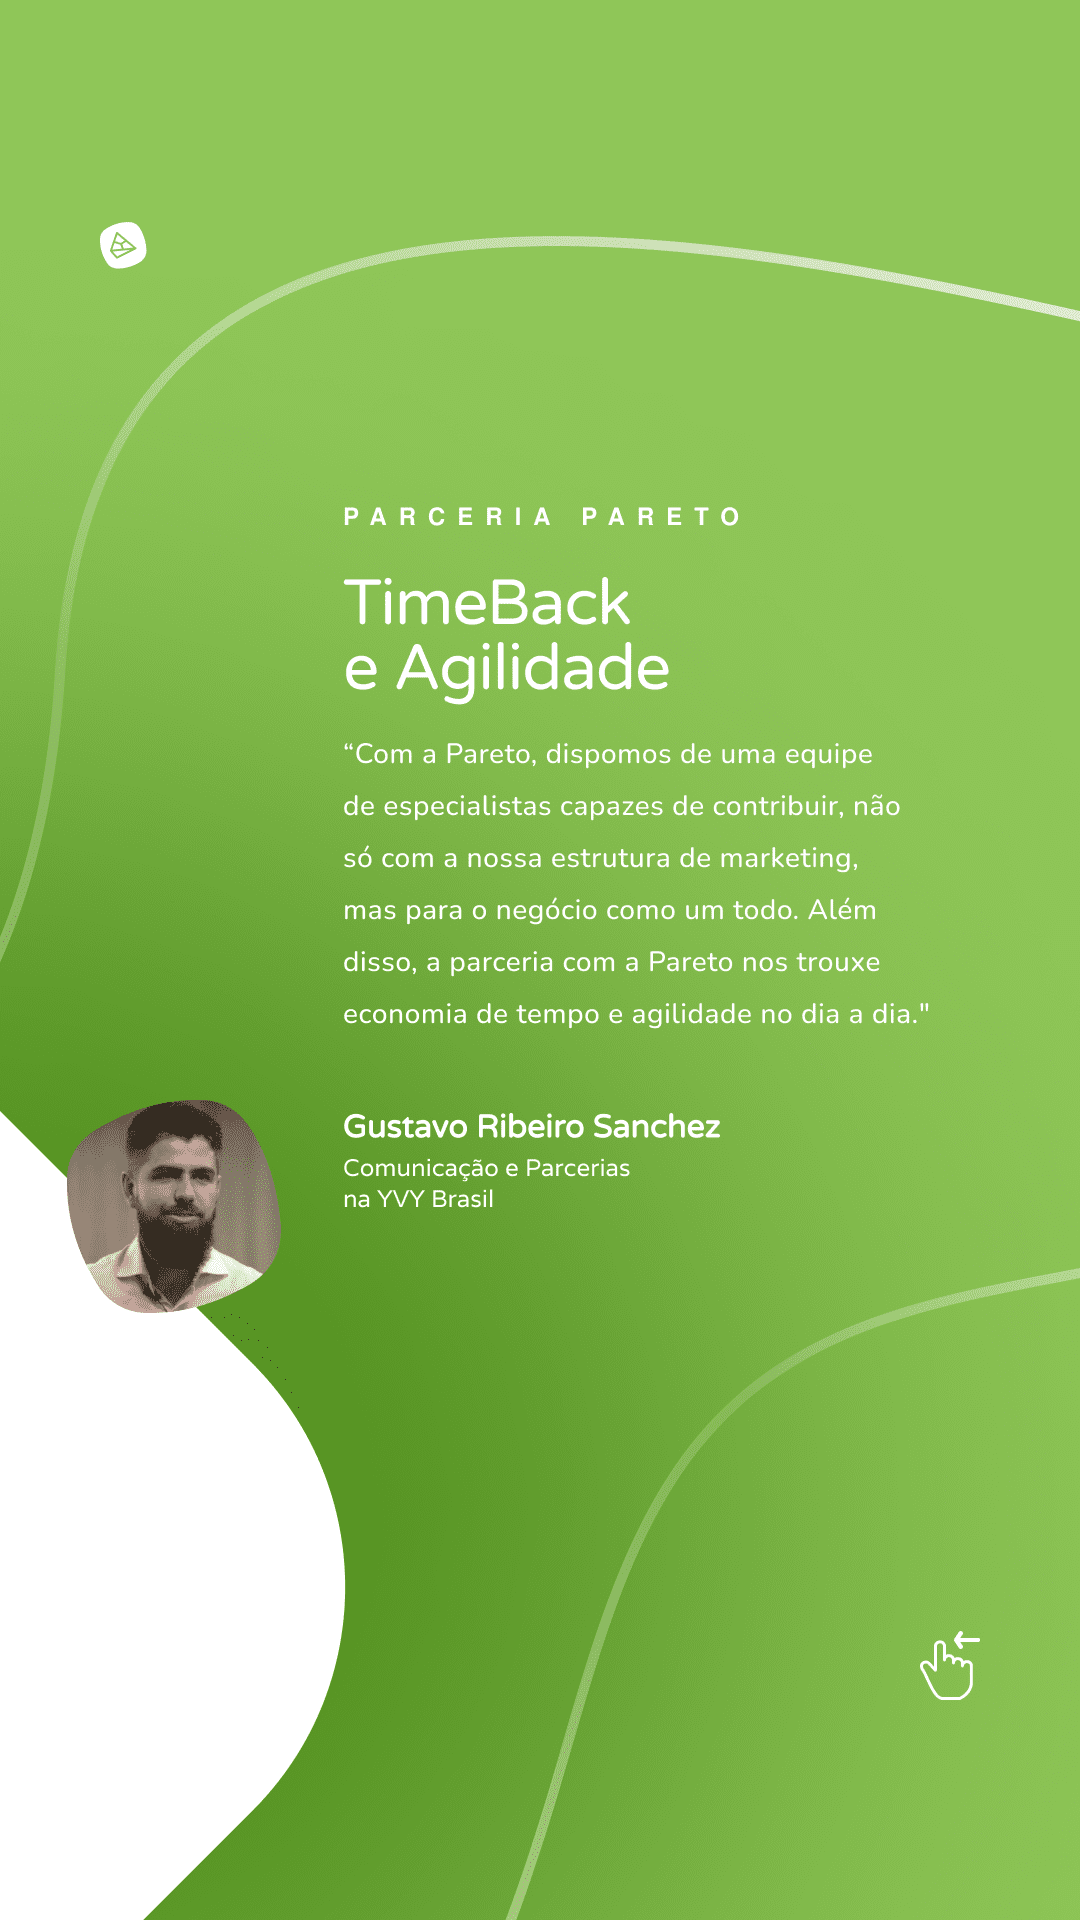 PARCERIA PARETO
TimeBack
e Agilidade
“Com a Pareto, dispomos de uma equipe
de especialistas capazes de contribuir, não
só com a nossa estrutura de marketing,
mas para o negócio como um todo. Além
disso, a parceria com a Pareto nos trouxe
economia de tempo e agilidade no dia a dia."
Gustavo Ribeiro Sanchez
Comunicação e Parcerias
na YVY Brasil